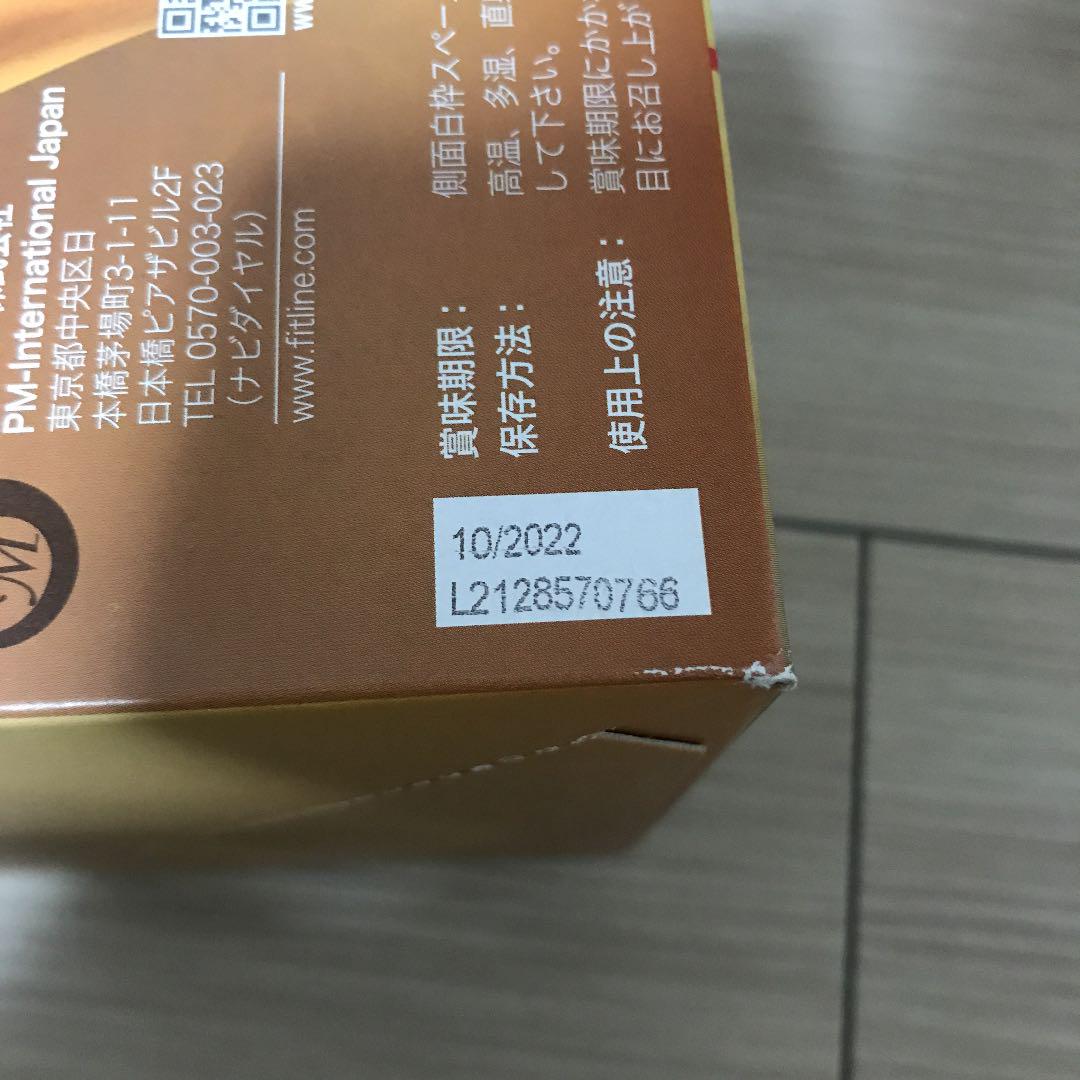 PM-International Japan
東京都中央区日
本橋茅場町3-1-11
日本橋ピアザビル2F
TEL 0570-003-023
(ナビダイヤル)
www.fitline.com
賞味期限：
側面白枠スペー
保存方法：
高温、多湿、直
して下さい。
使用上の注意：
賞味期限にかか
目にお召し上が
10/2022
L2128570766